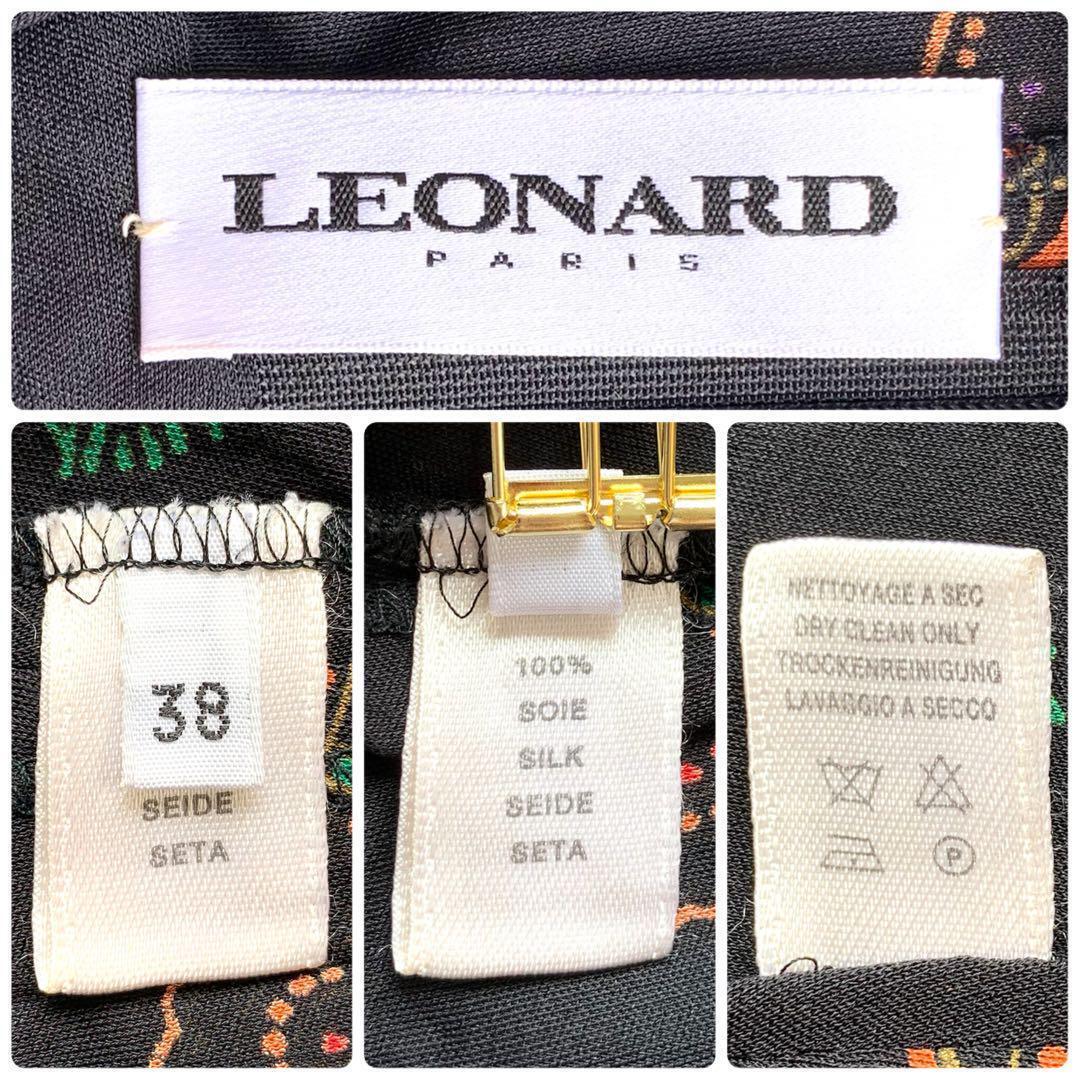 LEONARD
PARIS
38
SEIDE
SETA
100%
SOIE
SILK
SEIDE
SETA
NETTOYAGE A SEC
DRY CLEAN ONLY
TROCKENREINIGUNG
LAVAGGIO A SECCO
P